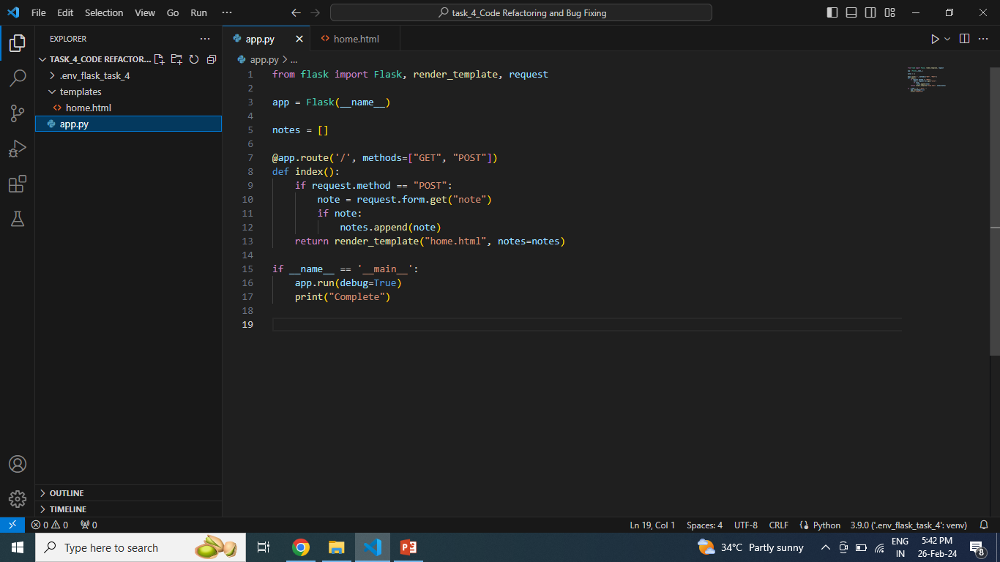 File Edit Selection View Go Run ···
task_4_Code Refactoring and Bug Fixing
EXPLORER
TASK_4_CODE REFACTOR...
.env_flask_task_4
templates
home.html
app.py
OUTLINE
TIMELINE
app.py
home.html
app.py > ...
1 from flask import Flask, render_template, request
2
3 app = Flask(__name__)
4
5 notes = []
6
7 @app.route('/', methods=["GET", "POST"])
8 def index():
9     if request.method == "POST":
10         note = request.form.get("note")
11         if note:
12             notes.append(note)
13     return render_template("home.html", notes=notes)
14
15 if __name__ == '__main__':
16     app.run(debug=True)
17     print("Complete")
18
19
0 0 0
Ln 19, Col 1 Spaces: 4 UTF-8 CRLF Python 3.9.0 ('.env_flask_task_4': venv)
Type here to search
34°C Partly sunny
ENG
IN
5:42 PM
26-Feb-24
8